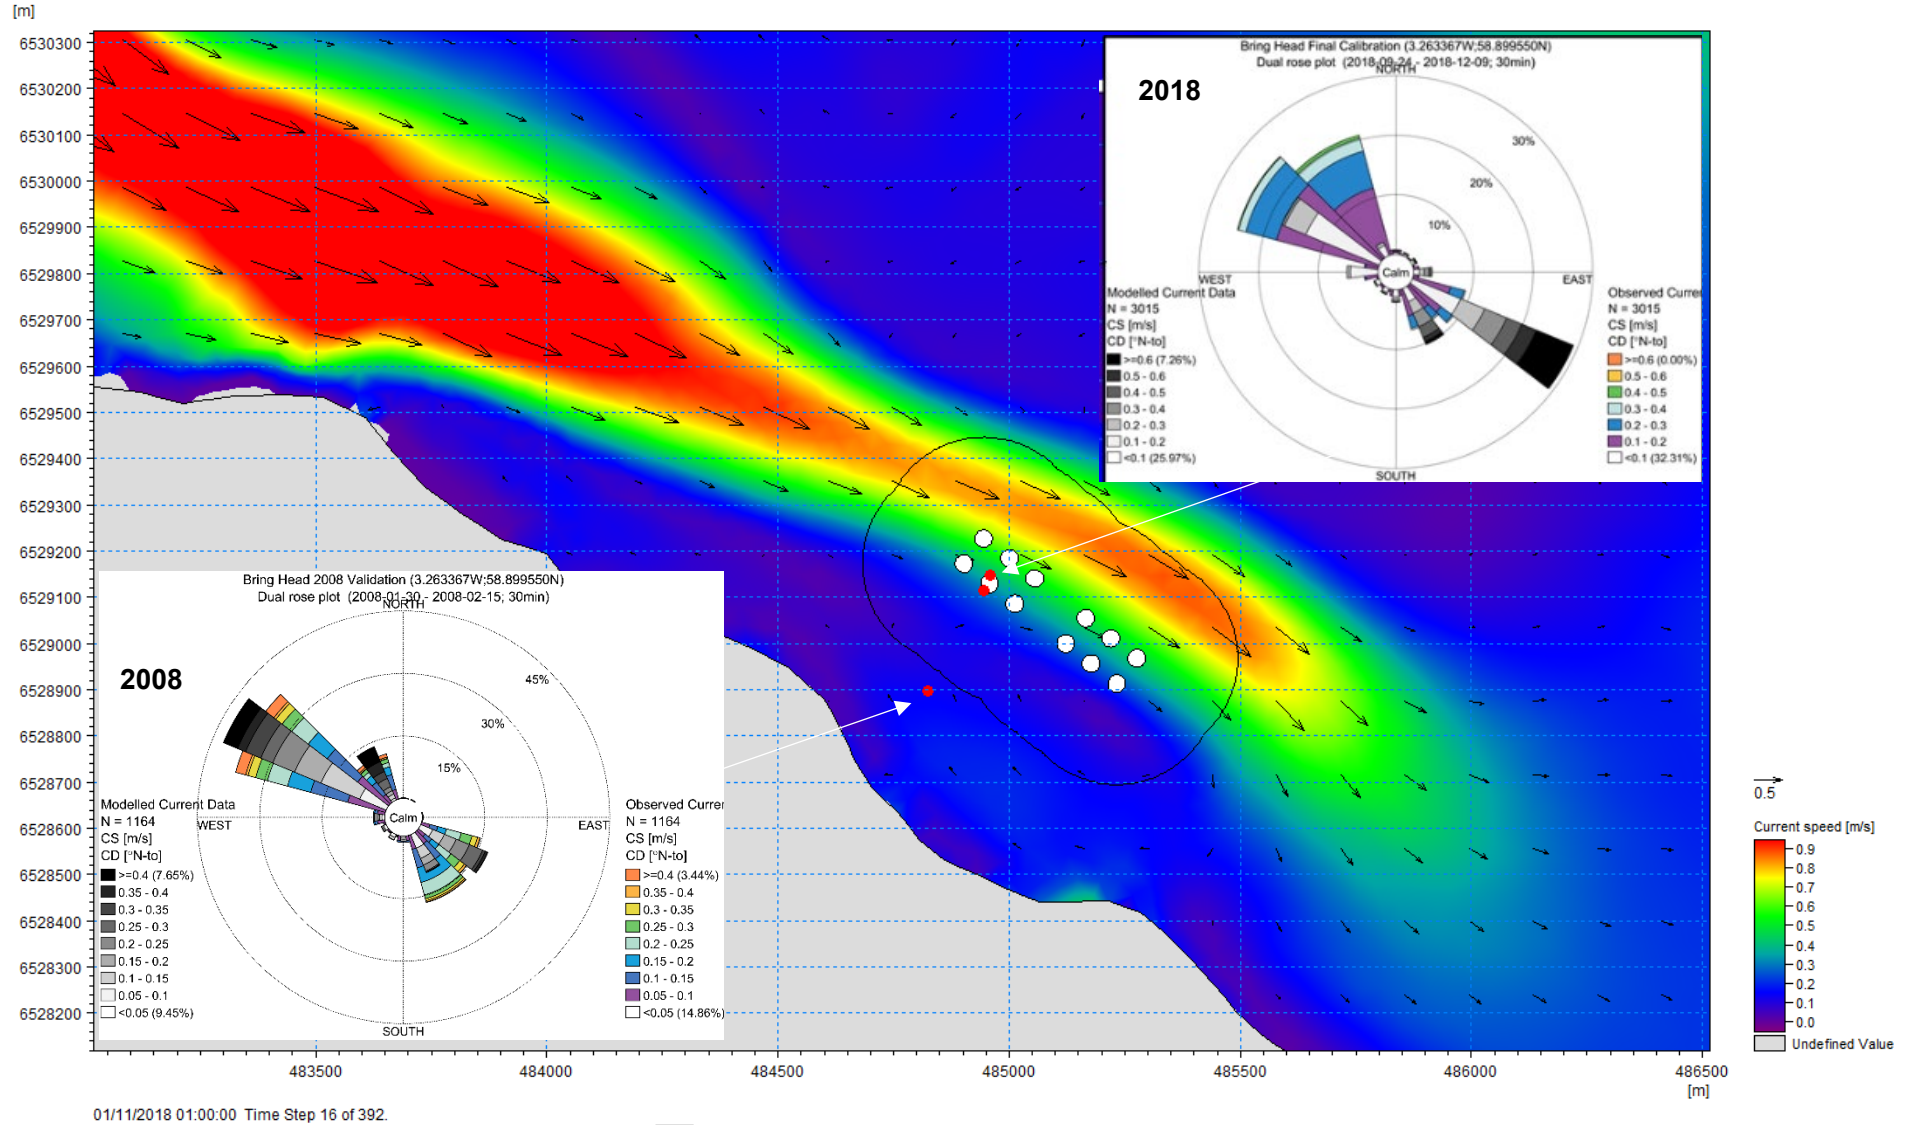 [m]
6530300
6530200
6530100
6530000
6529900
6529800
6529700
6529600
6529500
6529400
6529300
6529200
6529100
6529000
6528900
6528800
6528700
6528600
6528500
6528400
6528300
6528200
Bring Head Final Calibration (3.263367W;58.899550N)
Dual rose plot (2018-09-24 - 2018-12-09; 30min)
NORTH
2018
30%
20%
10%
Calm
WEST
EAST
SOUTH
Modelled Current Data
N = 3015
CS [m/s]
CD [°N-to]
>=0.6 (7.26%)
0.5 - 0.6
0.4 - 0.5
0.3 - 0.4
0.2 - 0.3
0.1 - 0.2
<0.1 (25.97%)
Observed Curre
N = 3015
CS [m/s]
CD [°N-to]
>=0.6 (0.00%)
0.5 - 0.6
0.4 - 0.5
0.3 - 0.4
0.2 - 0.3
0.1 - 0.2
<0.1 (32.31%)
Bring Head 2008 Validation (3.263367W;58.899550N)
Dual rose plot (2008-01-30 - 2008-02-15; 30min)
NORTH
2008
45%
30%
15%
Calm
WEST
EAST
SOUTH
Modelled Current Data
N = 1164
CS [m/s]
CD [°N-to]
>=0.4 (7.65%)
0.35 - 0.4
0.3 - 0.35
0.25 - 0.3
0.2 - 0.25
0.15 - 0.2
0.1 - 0.15
0.05 - 0.1
<0.05 (9.45%)
Observed Currer
N = 1164
CS [m/s]
CD [°N-to]
>=0.4 (3.44%)
0.35 - 0.4
0.3 - 0.35
0.25 - 0.3
0.2 - 0.25
0.15 - 0.2
0.1 - 0.15
0.05 - 0.1
<0.05 (14.86%)
0.5
Current speed [m/s]
0.9
0.8
0.7
0.6
0.5
0.4
0.3
0.2
0.1
0.0
Undefined Value
483500 484000 484500 485000 485500 486000 486500
[m]
01/11/2018 01:00:00 Time Step 16 of 392.